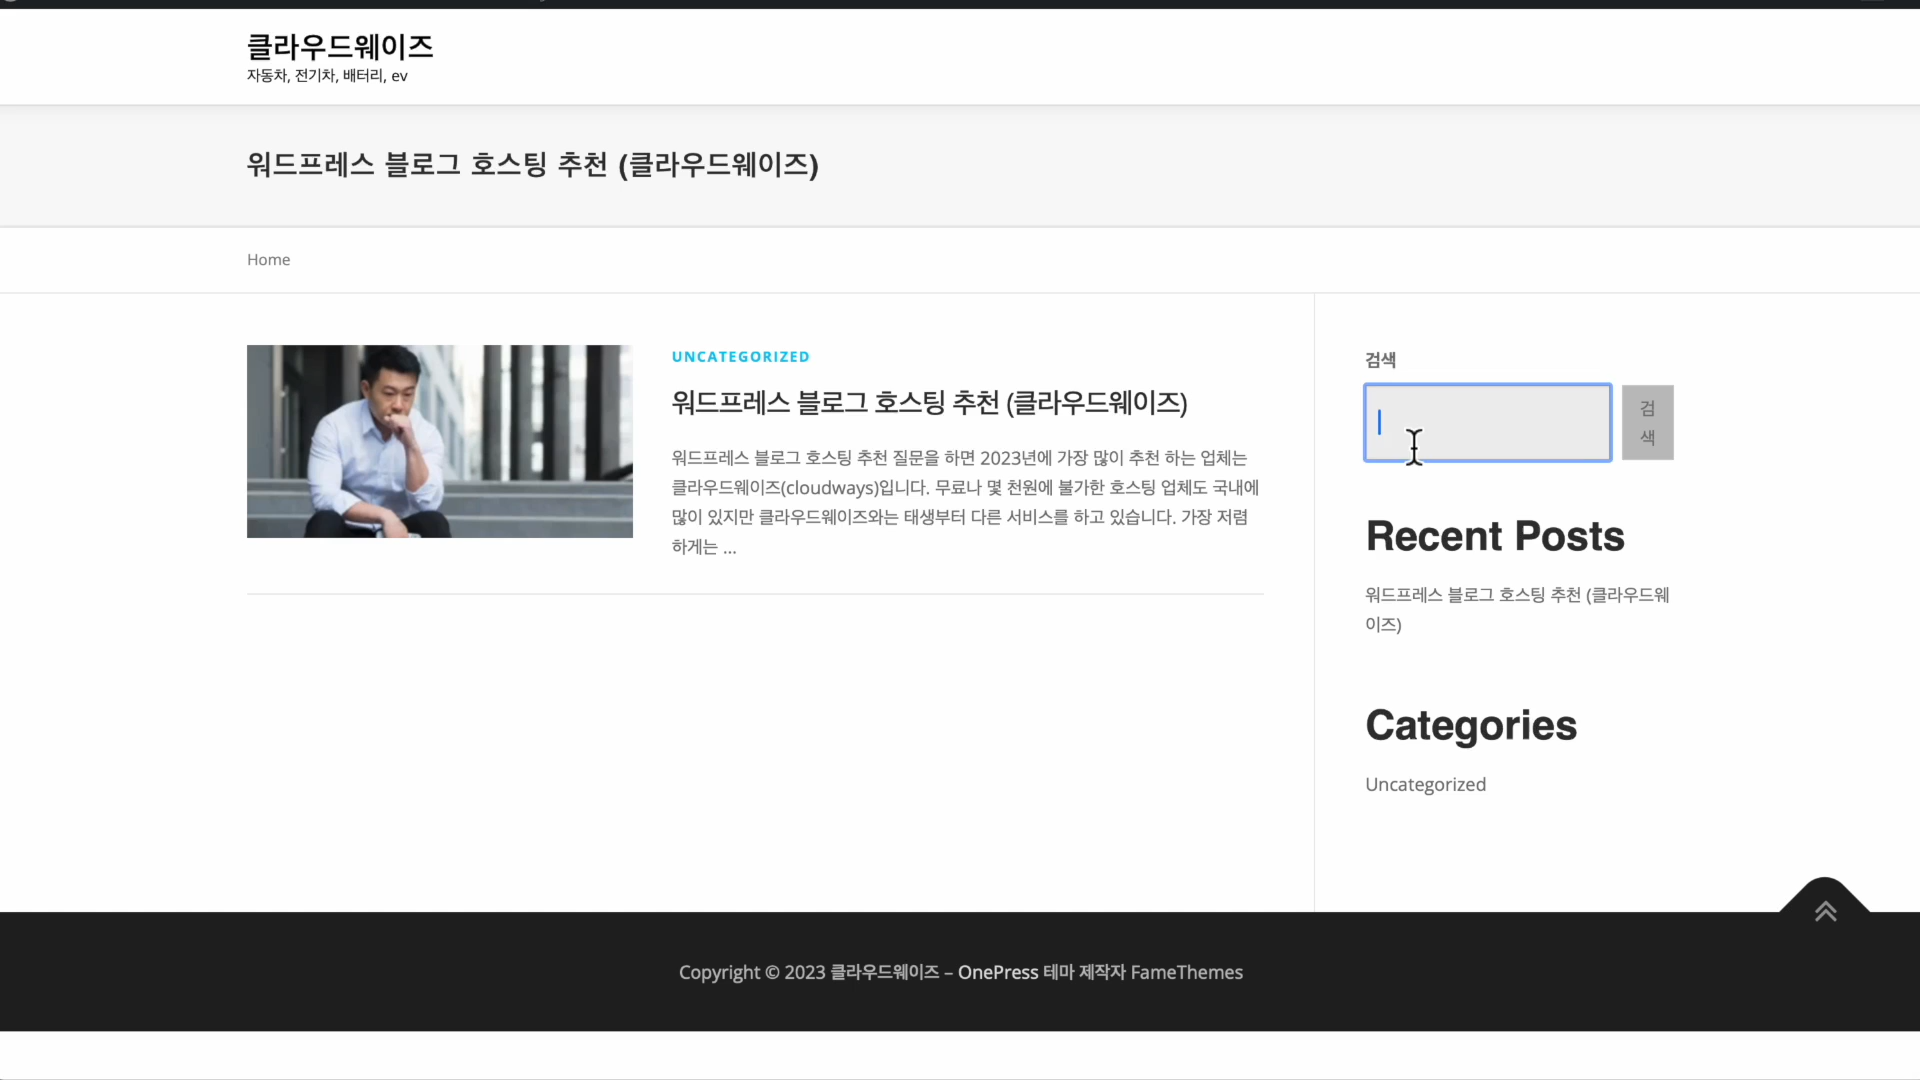 클라우드웨이즈
자동차, 전기차, 배터리, ev
워드프레스 블로그 호스팅 추천 (클라우드웨이즈)
Home
UNCATEGORIZED
워드프레스 블로그 호스팅 추천 (클라우드웨이즈)
워드프레스 블로그 호스팅 추천 질문을 하면 2023년에 가장 많이 추천 하는 업체는
클라우드웨이즈(cloudways)입니다. 무료나 몇 천원에 불가한 호스팅 업체도 국내에
많이 있지만 클라우드웨이즈와는 태생부터 다른 서비스를 하고 있습니다. 가장 저렴
하게는 ...
검색
검
색
Recent Posts
워드프레스 블로그 호스팅 추천 (클라우드웨
이즈)
Categories
Uncategorized
Copyright © 2023 클라우드웨이즈 – OnePress 테마 제작자 FameThemes